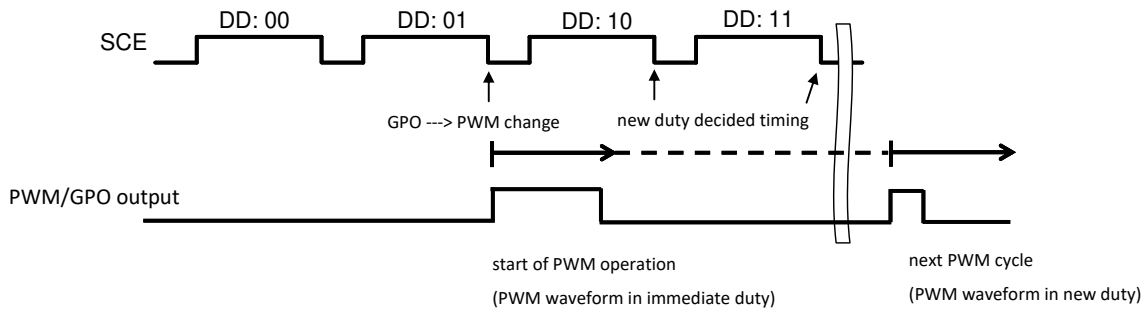 DD: 00 DD: 01 DD: 10 DD: 11
SCE
GPO ---> PWM change new duty decided timing
PWM/GPO output
start of PWM operation next PWM cycle
(PWM waveform in immediate duty) (PWM waveform in new duty)